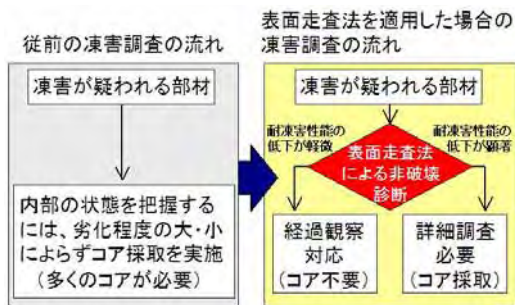 従前の凍害調査の流れ
凍害が疑われる部材
内部の状態を把握する
には、劣化程度の大・小
によらずコア採取を実施
（多くのコアが必要）
表面走査法を適用した場合の
凍害調査の流れ
凍害が疑われる部材
耐凍害性能の
低下が軽微
耐凍害性能の
低下が顕著
表面走査法
による非破壊
診断
経過観察
対応
（コア不要）
詳細調査
必要
（コア採取）